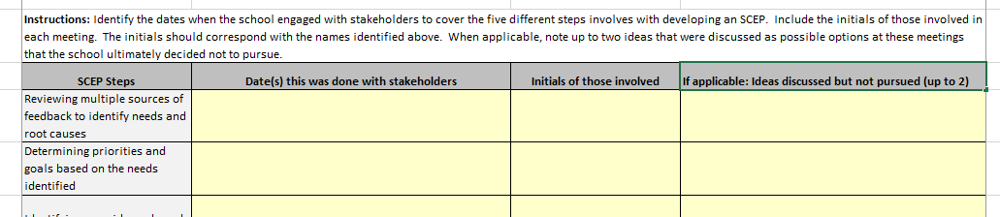 Instructions: Identify the dates when the school engaged with stakeholders to cover the five different steps involves with developing an SCEP. Include the initials of those involved in
each meeting. The initials should correspond with the names identified above. When applicable, note up to two ideas that were discussed as possible options at these meetings
that the school ultimately decided not to pursue.
SCEP Steps
Date(s) this was done with stakeholders
Initials of those involved
If applicable: Ideas discussed but not pursued (up to 2)
Reviewing multiple sources of
feedback to identify needs and
root causes
Determining priorities and
goals based on the needs
identified